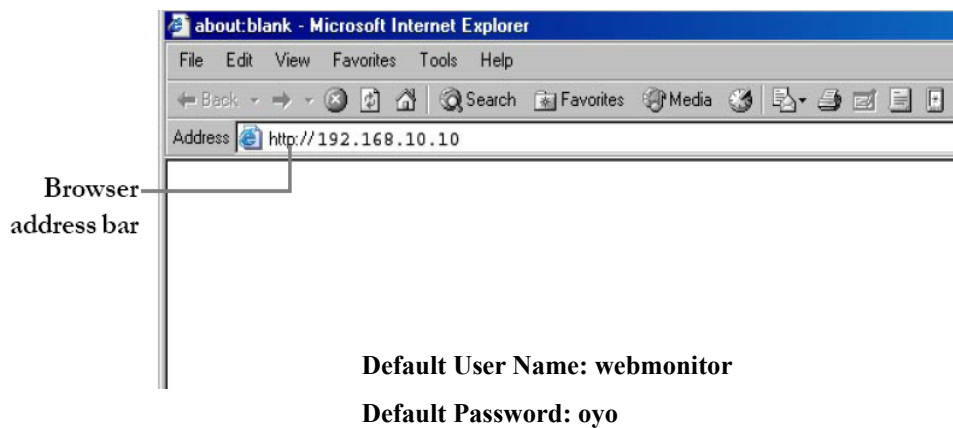 about:blank - Microsoft Internet Explorer
File Edit View Favorites Tools Help
Back Search Favorites Media
Address http://192.168.10.10
Browser
address bar
Default User Name: webmonitor
Default Password: oyo